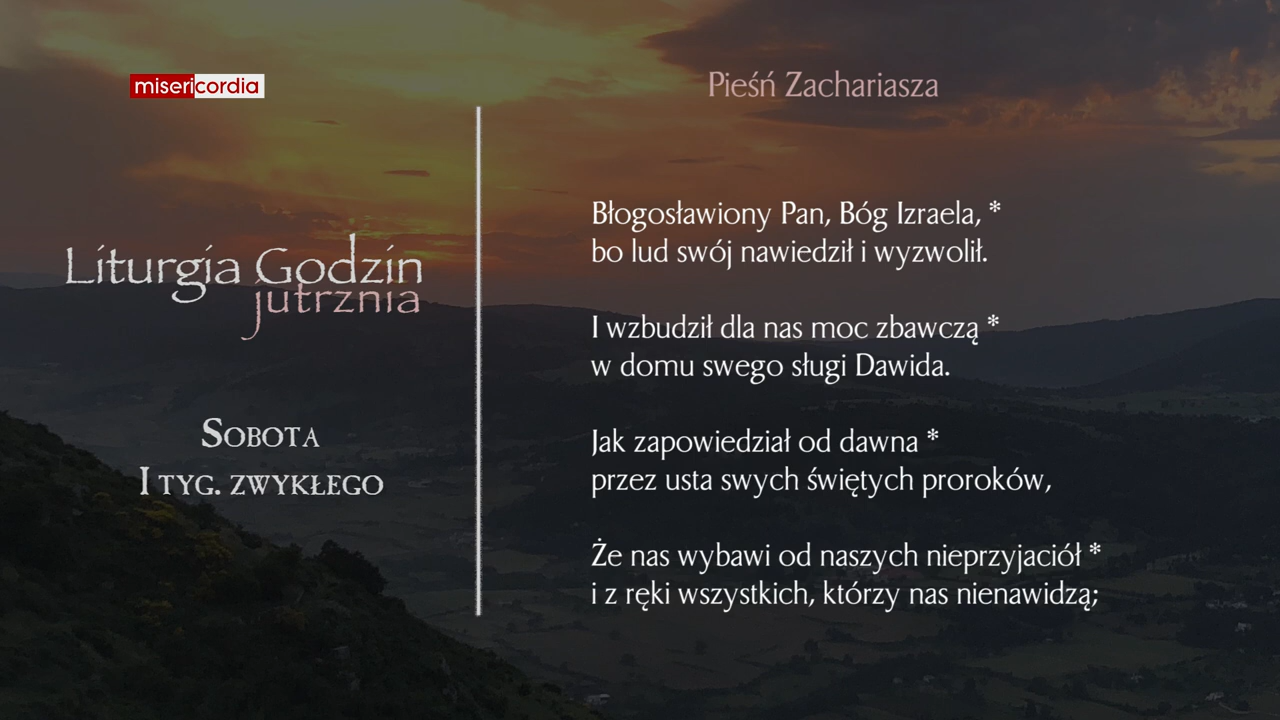 misericordia
Liturgia Godzin
jutrznia
Sobota
I tyg. zwykłego
Pieśń Zachariasza
Błogosławiony Pan, Bóg Izraela, *
bo lud swój nawiedził i wyzwolił.
I wzbudził dla nas moc zbawczą *
w domu swego sługi Dawida.
Jak zapowiedział od dawna *
przez usta swych świętych proroków,
Że nas wybawi od naszych nieprzyjaciół *
i z ręki wszystkich, którzy nas nienawidzą;